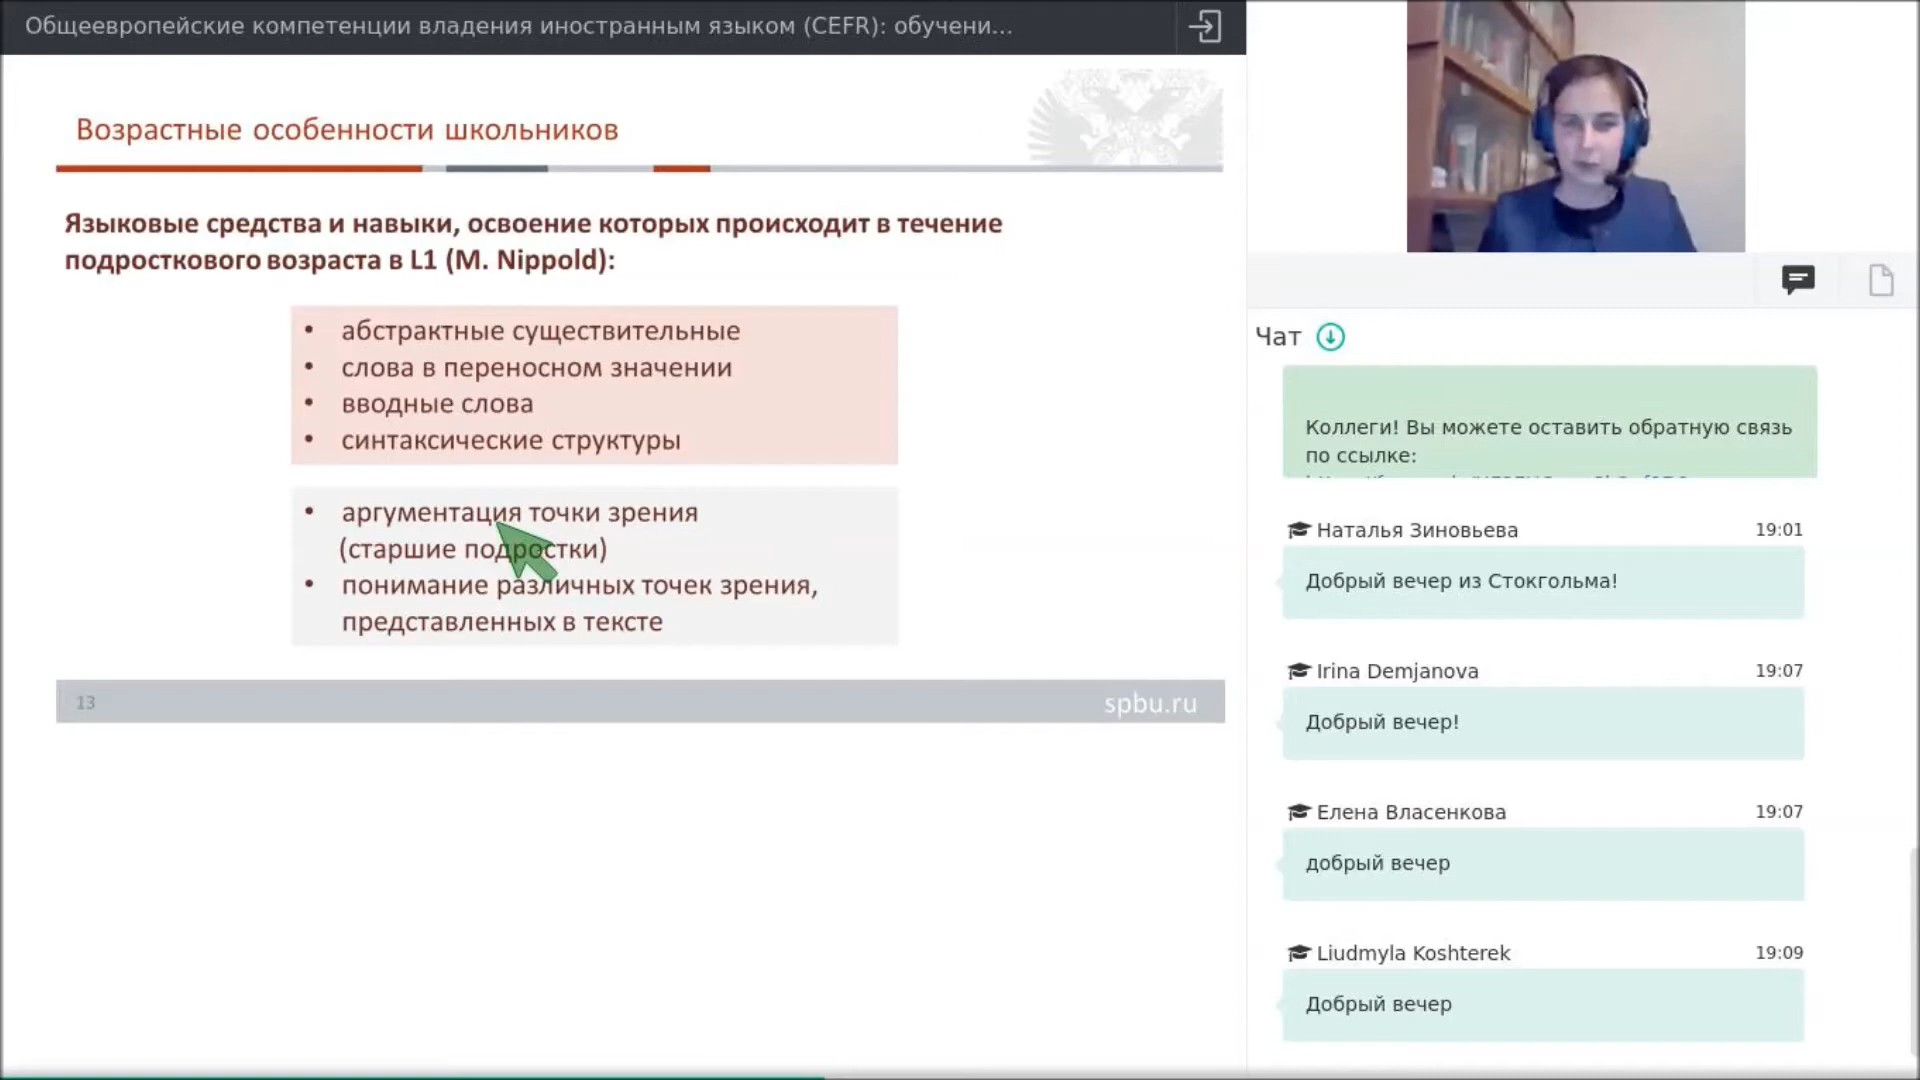 Общеевропейские компетенции владения иностранным языком (CEFR): обучени...
Возрастные особенности школьников
Языковые средства и навыки, освоение которых происходит в течение
подросткового возраста в L1 (M. Nippold):
• абстрактные существительные
• слова в переносном значении
• вводные слова
• синтаксические структуры
• аргументация точки зрения
(старшие подростки)
• понимание различных точек зрения,
представленных в тексте
13
spbu.ru
Чат
Коллеги! Вы можете оставить обратную связь
по ссылке:
Наталья Зиновьева 19:01
Добрый вечер из Стокгольма!
Irina Demjanova 19:07
Добрый вечер!
Елена Власенкова 19:07
добрый вечер
Liudmyla Koshterek 19:09
Добрый вечер